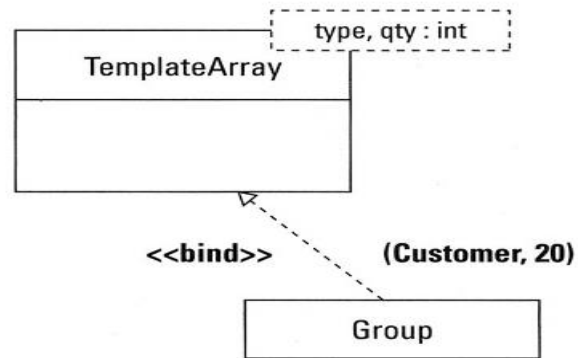 type, qty : int
TemplateArray
<<bind>> (Customer, 20)
Group